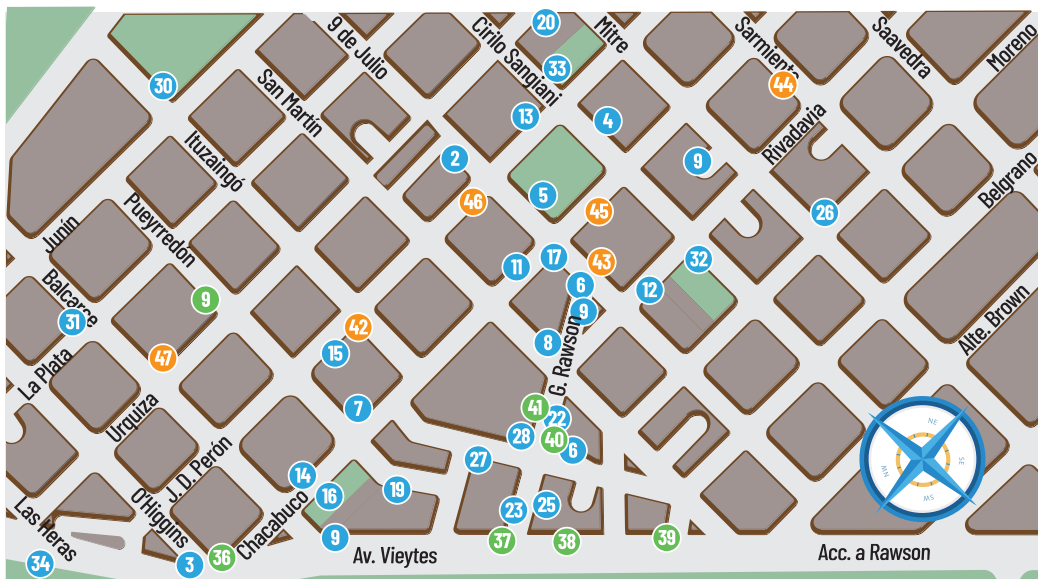 20
Mitre
9 de Julio
Cirilo Sangiani
Sarmiento
Saavedra
Moreno
33
30
44
San Martín
13
4
Rivadavia
Ituzaingó
2
9
Belgrano
5
46
45
26
Pueyrredón
Junín
17
11
43
32
6
12
9
Balcarce
31
9
Alte. Brown
42
8
G. Rawson
15
47
La Plata
Urquiza
7
41
22
28
40
6
NE
SE
SW
NW
27
J. D. Perón
14
16
19
O'Higgins
Chacabuco
23
25
Las Heras
9
37
38
39
34
3
36
Av. Vieytes
Acc. a Rawson